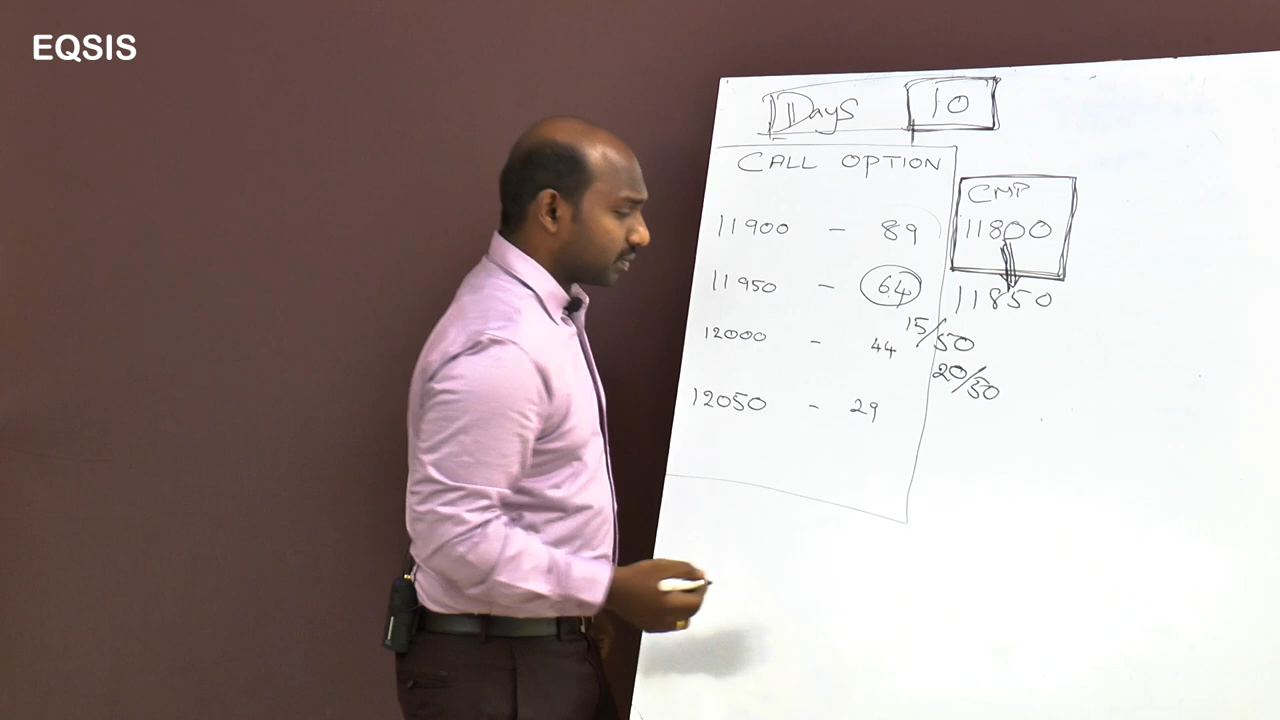 EQSIS
Days 10
CALL OPTION
CMP
11900 - 89 11800
11950 - 64 11850
12000 - 44 15/50
20/50
12050 - 29